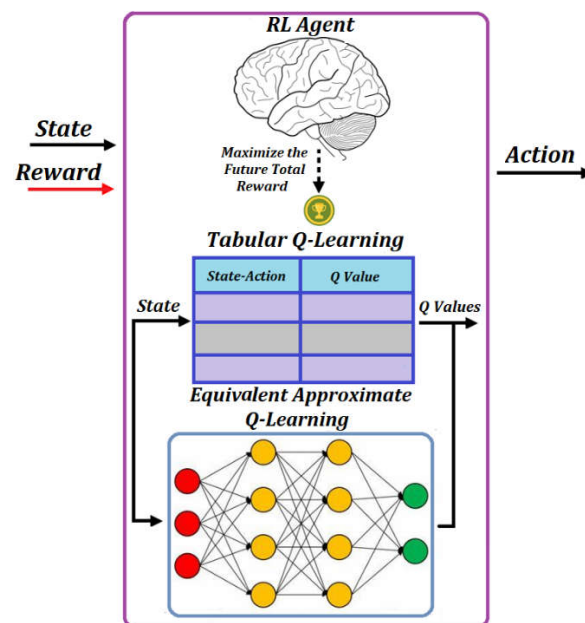 RL Agent
State
Reward
Action
Maximize the
Future Total
Reward
Tabular Q-Learning
State-Action
Q Value
State
Q Values
Equivalent Approximate
Q-Learning